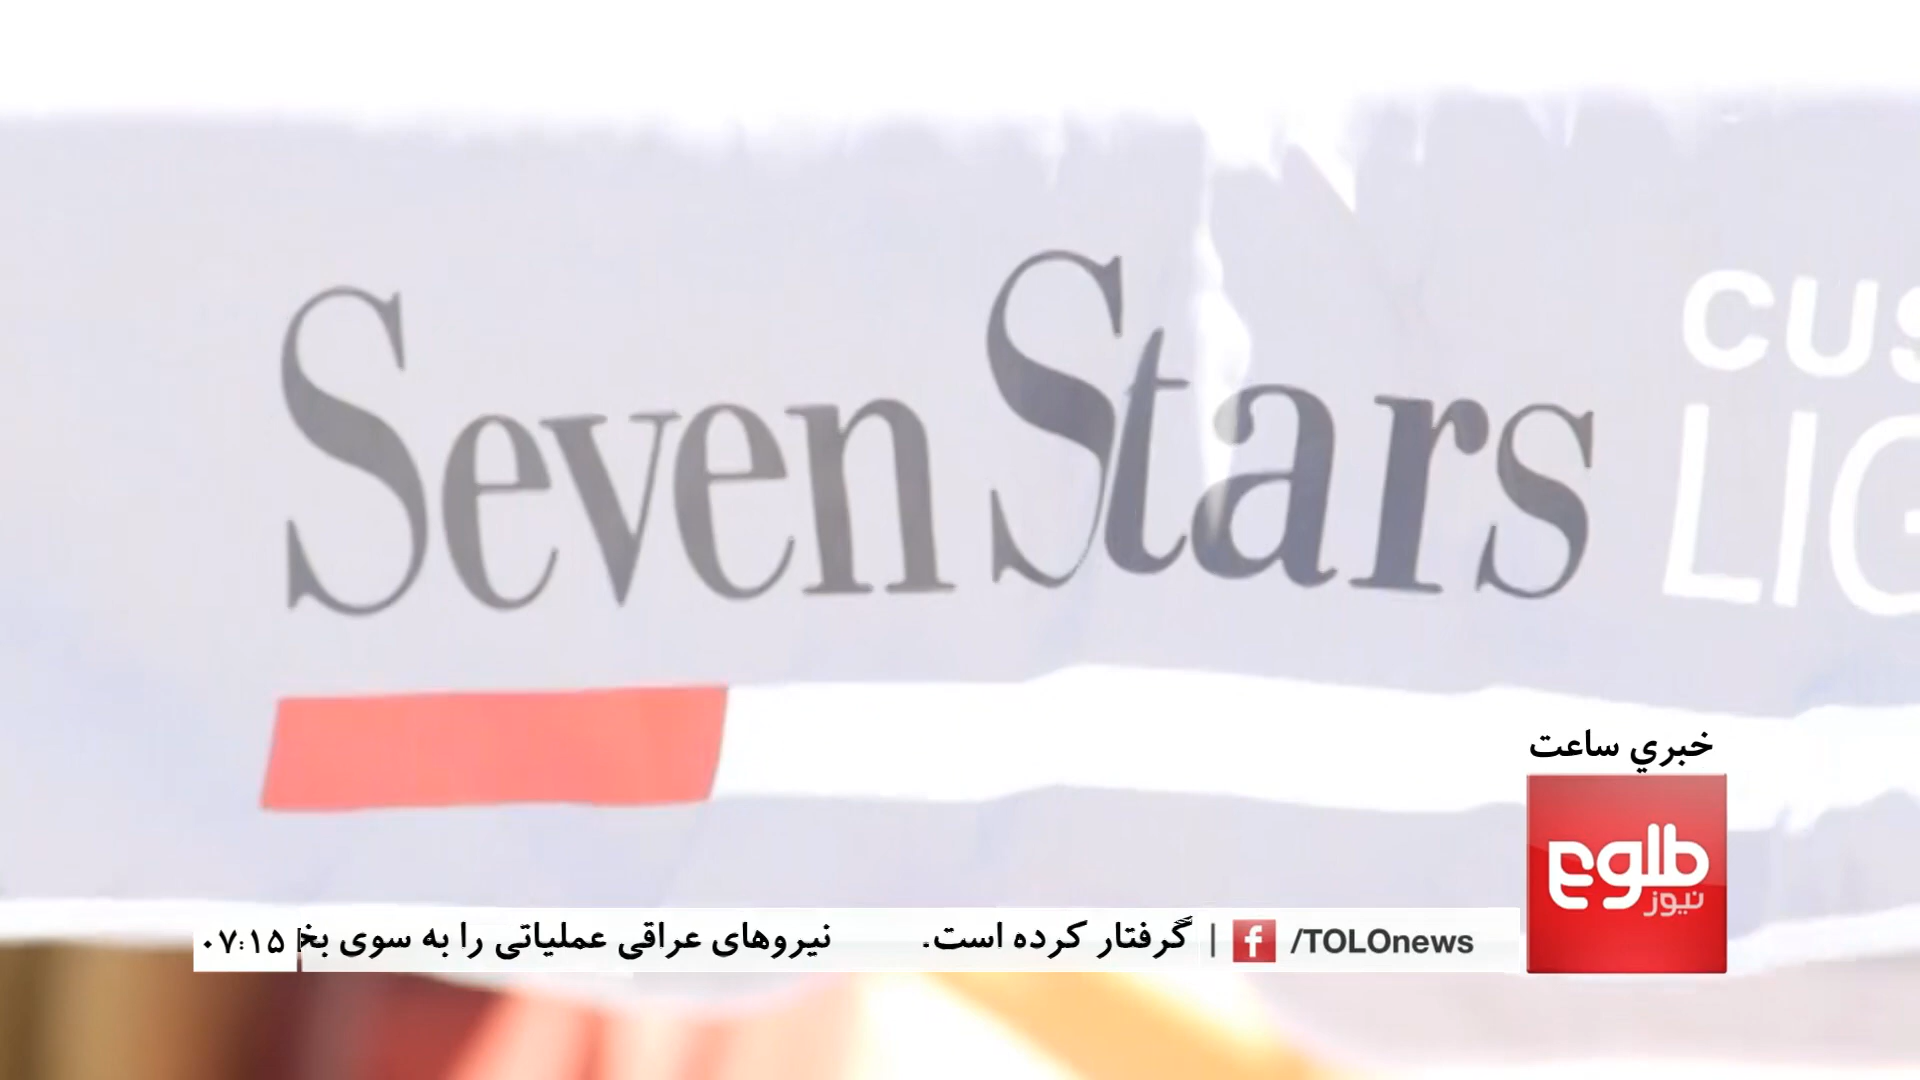 Seven Stars
CUS
LIG
خبري ساعت
طلوع
نیوز
/TOLOnews | گرفتار کرده است. نیروهای عراقی عملیاتی را به سوی بخ
۰۷:۱۵